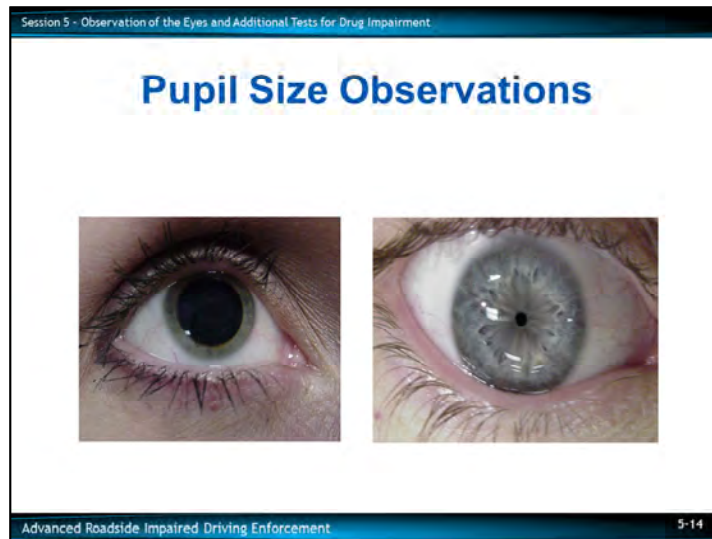 Session 5 - Observation of the Eyes and Additional Tests for Drug Impairment
Pupil Size Observations
Advanced Roadside Impaired Driving Enforcement
5-14